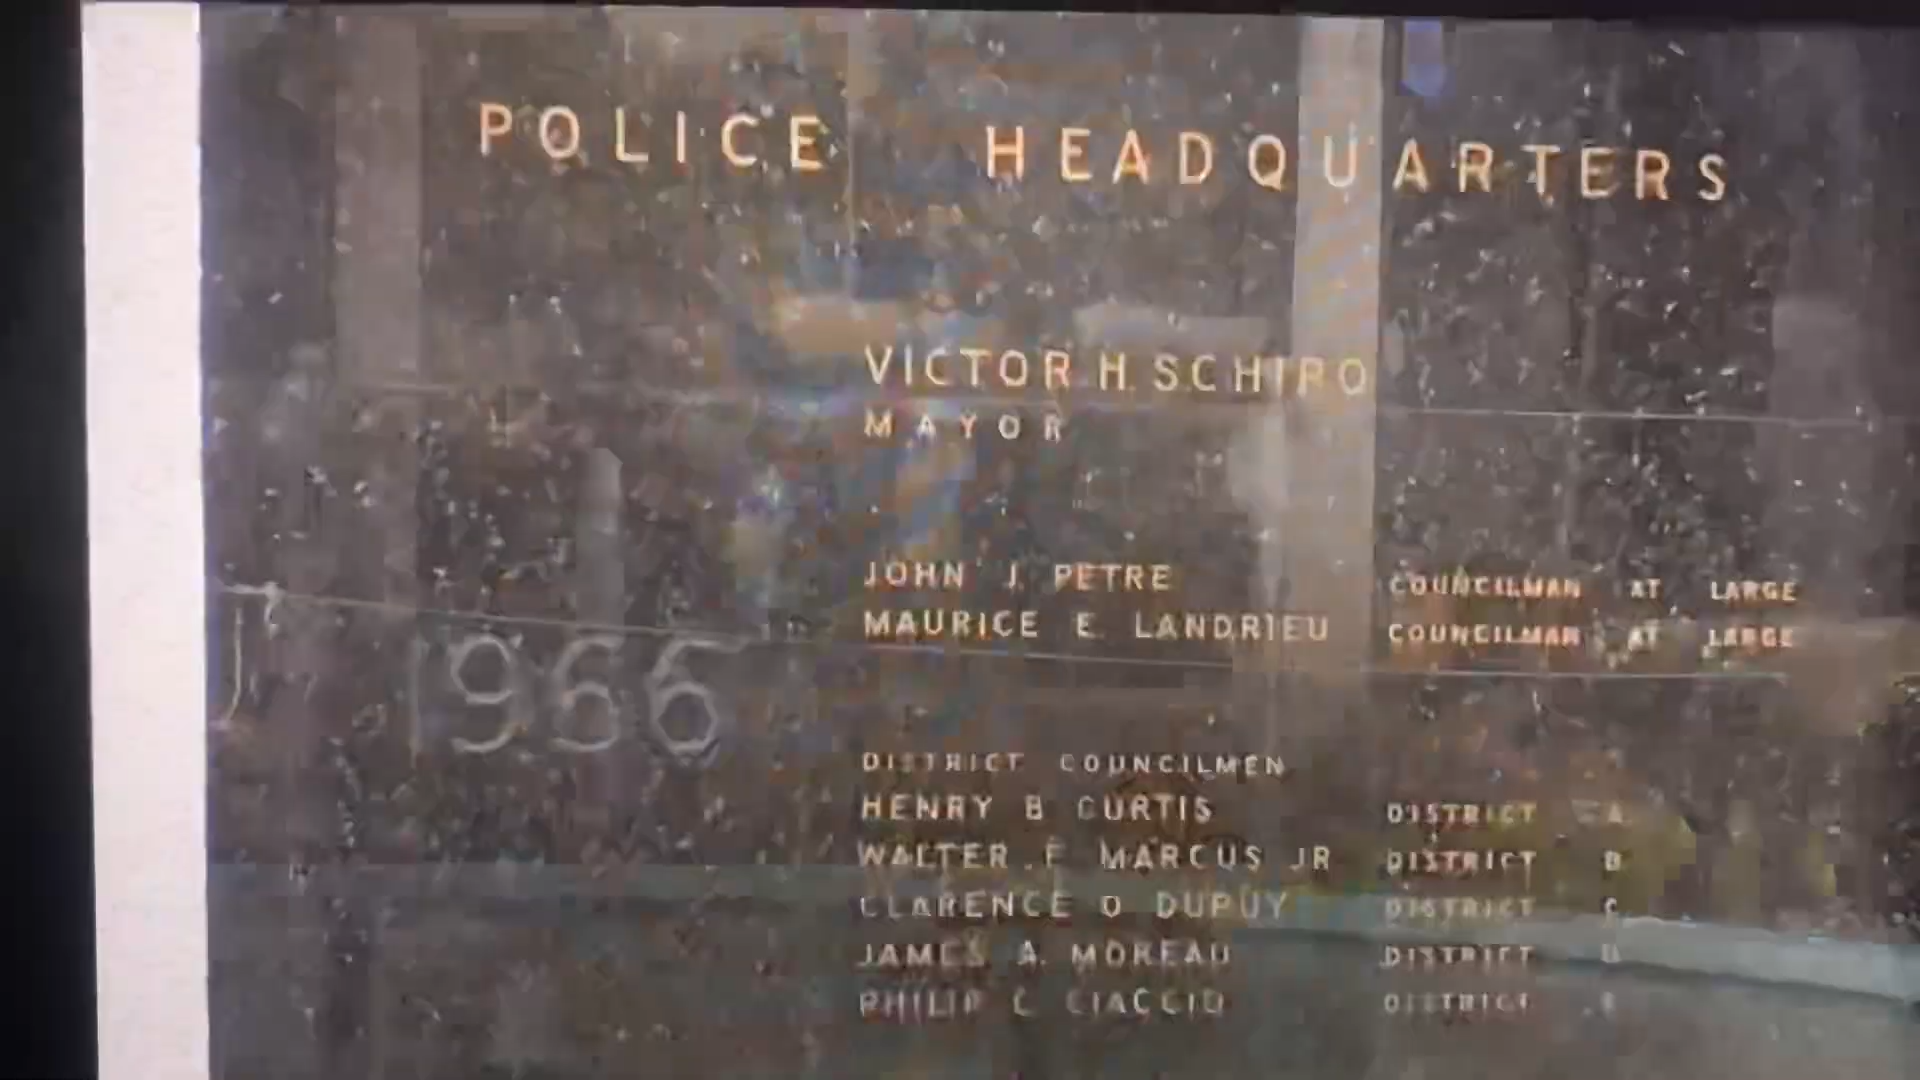 POLICE HEADQUARTERS
VICTOR H. SCHIRO
MAYOR
JOHN J. PETRE COUNCILMAN AT LARGE
MAURICE E. LANDRIEU COUNCILMAN AT LARGE
1966
DISTRICT COUNCILMEN
HENRY B CURTIS DISTRICT A
WALTER F MARCUS JR DISTRICT B
CLARENCE O DUPUY DISTRICT C
JAMES A. MOREAU DISTRICT D
PHILIP C CIACCIO DISTRICT E